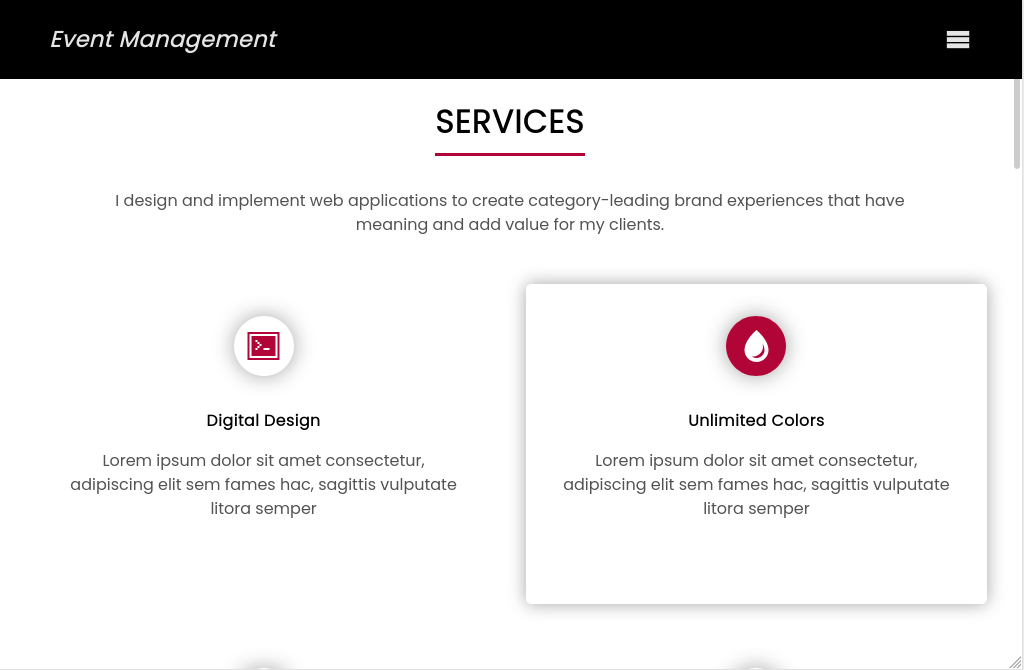 Event Management
SERVICES
I design and implement web applications to create category-leading brand experiences that have
meaning and add value for my clients.
Digital Design
Lorem ipsum dolor sit amet consectetur,
adipiscing elit sem fames hac, sagittis vulputate
litora semper
Unlimited Colors
Lorem ipsum dolor sit amet consectetur,
adipiscing elit sem fames hac, sagittis vulputate
litora semper